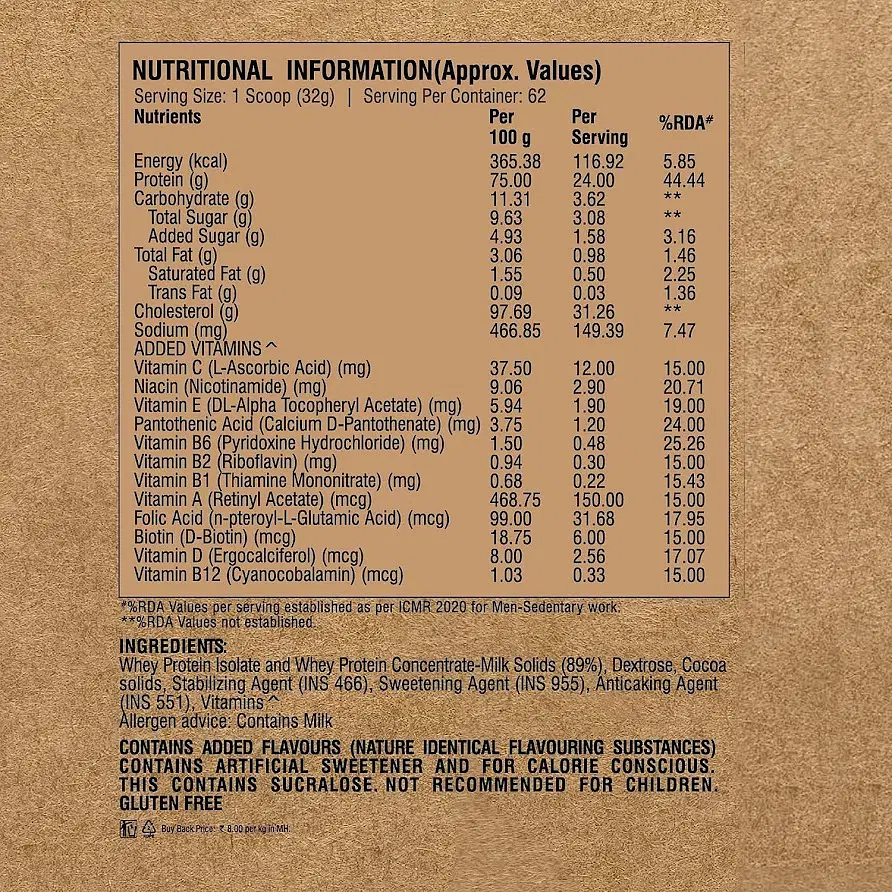 NUTRITIONAL INFORMATION(Approx. Values)
Serving Size: 1 Scoop (32g) | Serving Per Container: 62
Nutrients Per 100 g Per Serving %RDA#
Energy (kcal) 365.38 116.92 5.85
Protein (g) 75.00 24.00 44.44
Carbohydrate (g) 11.31 3.62 **
Total Sugar (g) 9.63 3.08 **
Added Sugar (g) 4.93 1.58 3.16
Total Fat (g) 3.06 0.98 1.46
Saturated Fat (g) 1.55 0.50 2.25
Trans Fat (g) 0.09 0.03 1.36
Cholesterol (g) 97.69 31.26 **
Sodium (mg) 466.85 149.39 7.47
ADDED VITAMINS^
Vitamin C (L-Ascorbic Acid) (mg) 37.50 12.00 15.00
Niacin (Nicotinamide) (mg) 9.06 2.90 20.71
Vitamin E (DL-Alpha Tocopheryl Acetate) (mg) 5.94 1.90 19.00
Pantothenic Acid (Calcium D-Pantothenate) (mg) 3.75 1.20 24.00
Vitamin B6 (Pyridoxine Hydrochloride) (mg) 1.50 0.48 25.26
Vitamin B2 (Riboflavin) (mg) 0.94 0.30 15.00
Vitamin B1 (Thiamine Mononitrate) (mg) 0.68 0.22 15.43
Vitamin A (Retinyl Acetate) (mcg) 468.75 150.00 15.00
Folic Acid (n-pteroyl-L-Glutamic Acid) (mcg) 99.00 31.68 17.95
Biotin (D-Biotin) (mcg) 18.75 6.00 15.00
Vitamin D (Ergocalciferol) (mcg) 8.00 2.56 17.07
Vitamin B12 (Cyanocobalamin) (mcg) 1.03 0.33 15.00
#%RDA Values per serving established as per ICMR 2020 for Men-Sedentary work.
**%RDA Values not established.
INGREDIENTS:
Whey Protein Isolate and Whey Protein Concentrate-Milk Solids (89%), Dextrose, Cocoa
solids, Stabilizing Agent (INS 466), Sweetening Agent (INS 955), Anticaking Agent
(INS 551), Vitamins^
Allergen advice: Contains Milk
CONTAINS ADDED FLAVOURS (NATURE IDENTICAL FLAVOURING SUBSTANCES)
CONTAINS ARTIFICIAL SWEETENER AND FOR CALORIE CONSCIOUS.
THIS CONTAINS SUCRALOSE. NOT RECOMMENDED FOR CHILDREN.
GLUTEN FREE
Buy Back Price: ₹ 8.00 per kg in MH.